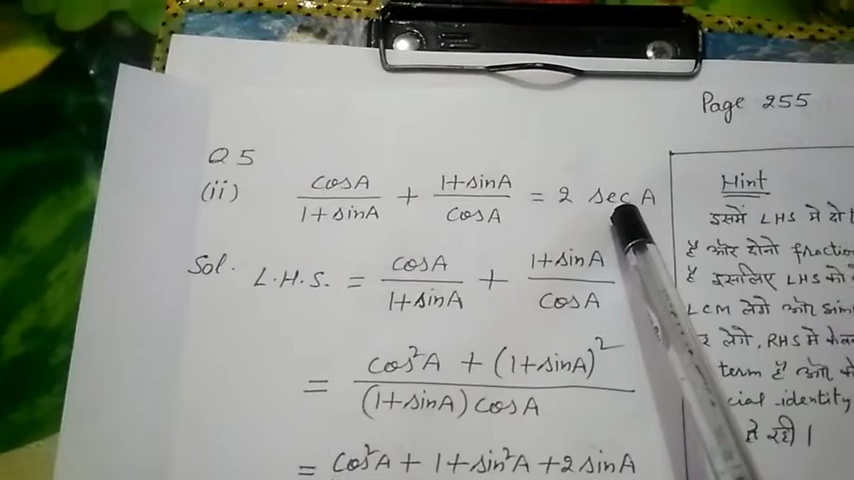 Page 255
Q 5
(ii) cosA / 1+sinA + 1+sinA / cosA = 2 secA
Sol. L.H.S. = cosA / 1+sinA + 1+sinA / cosA
= cos²A + (1+sinA)² / (1+sinA) cosA
= cos²A + 1+sin²A +2 sinA
Hint
इसमें LHS मे दो
है और दोनो fraction
है इसलिए LHS को
LCM लेंगे और
लेंगे, RHS मे
term है और
identity
हो रही।